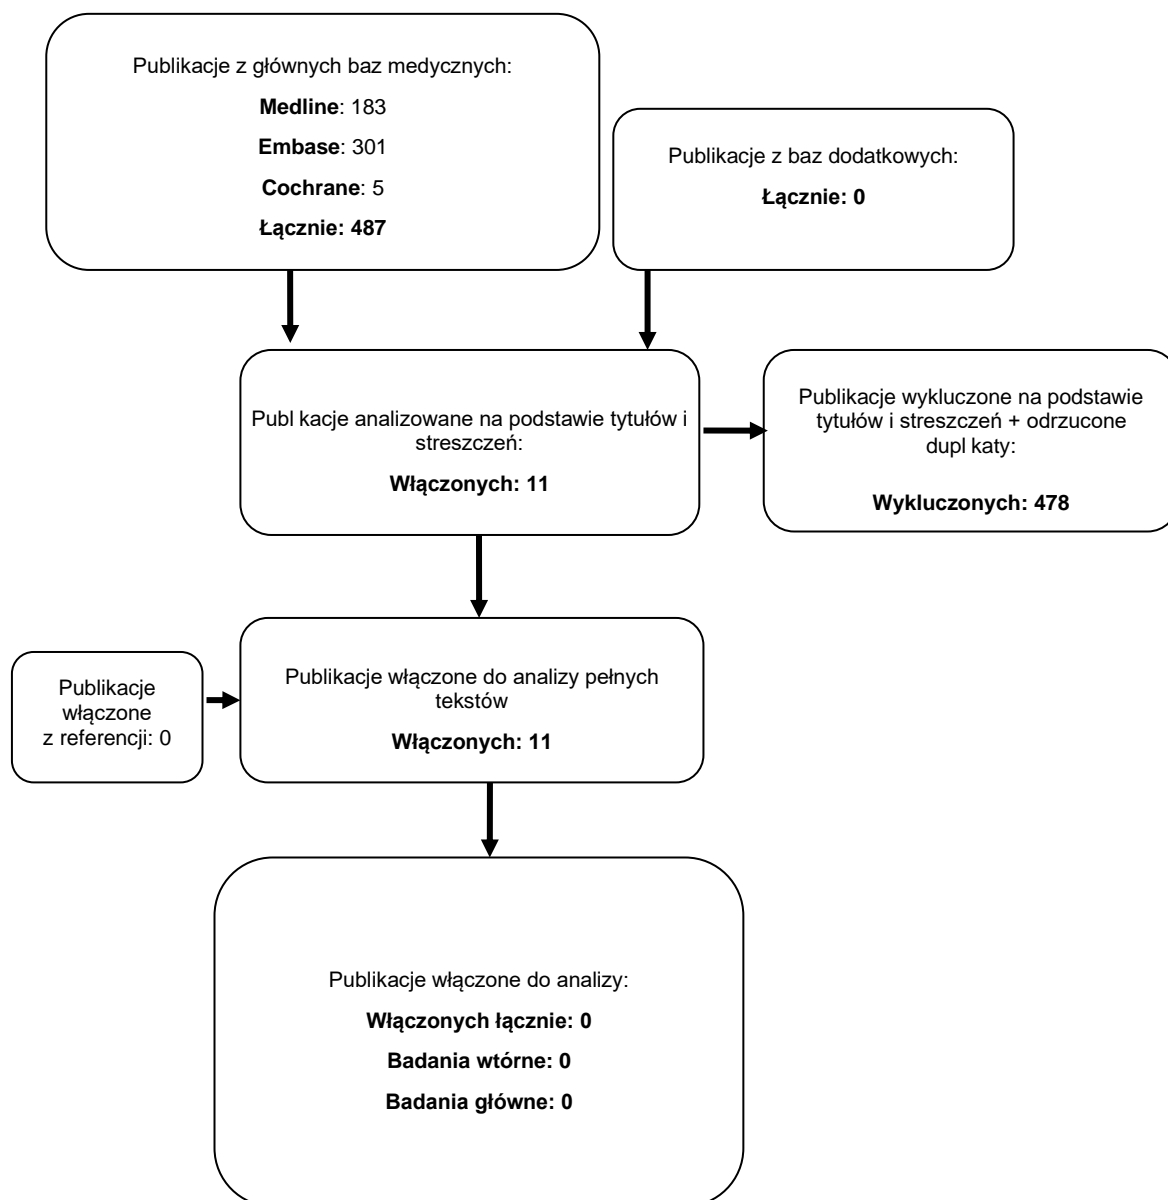 Publikacje z głównych baz medycznych:
Medline: 183
Embase: 301
Cochrane: 5
Łącznie: 487
Publikacje z baz dodatkowych:
Łącznie: 0
Publ kacje analizowane na podstawie tytułów i
streszczeń:
Włączonych: 11
Publikacje wykluczone na podstawie
tytułów i streszczeń + odrzucone
dupl katy:
Wykluczonych: 478
Publikacje
włączone
z referencji: 0
Publikacje włączone do analizy pełnych
tekstów
Włączonych: 11
Publikacje włączone do analizy:
Włączonych łącznie: 0
Badania wtórne: 0
Badania główne: 0